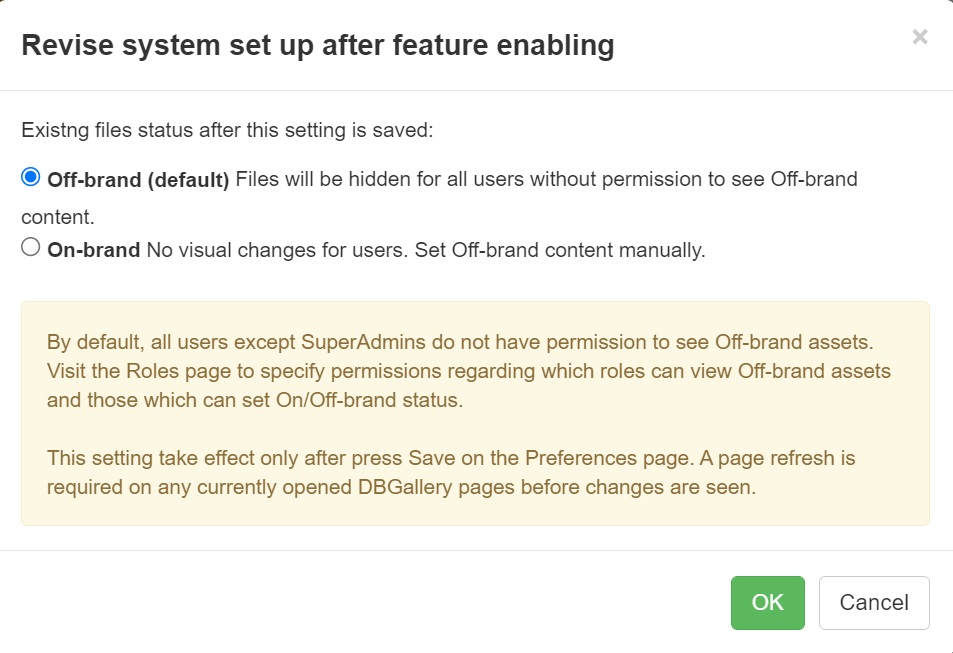 Revise system set up after feature enabling
×
Existng files status after this setting is saved:
Off-brand (default) Files will be hidden for all users without permission to see Off-brand
content.
On-brand No visual changes for users. Set Off-brand content manually.
By default, all users except SuperAdmins do not have permission to see Off-brand assets.
Visit the Roles page to specify permissions regarding which roles can view Off-brand assets
and those which can set On/Off-brand status.
This setting take effect only after press Save on the Preferences page. A page refresh is
required on any currently opened DBGallery pages before changes are seen.
OK
Cancel